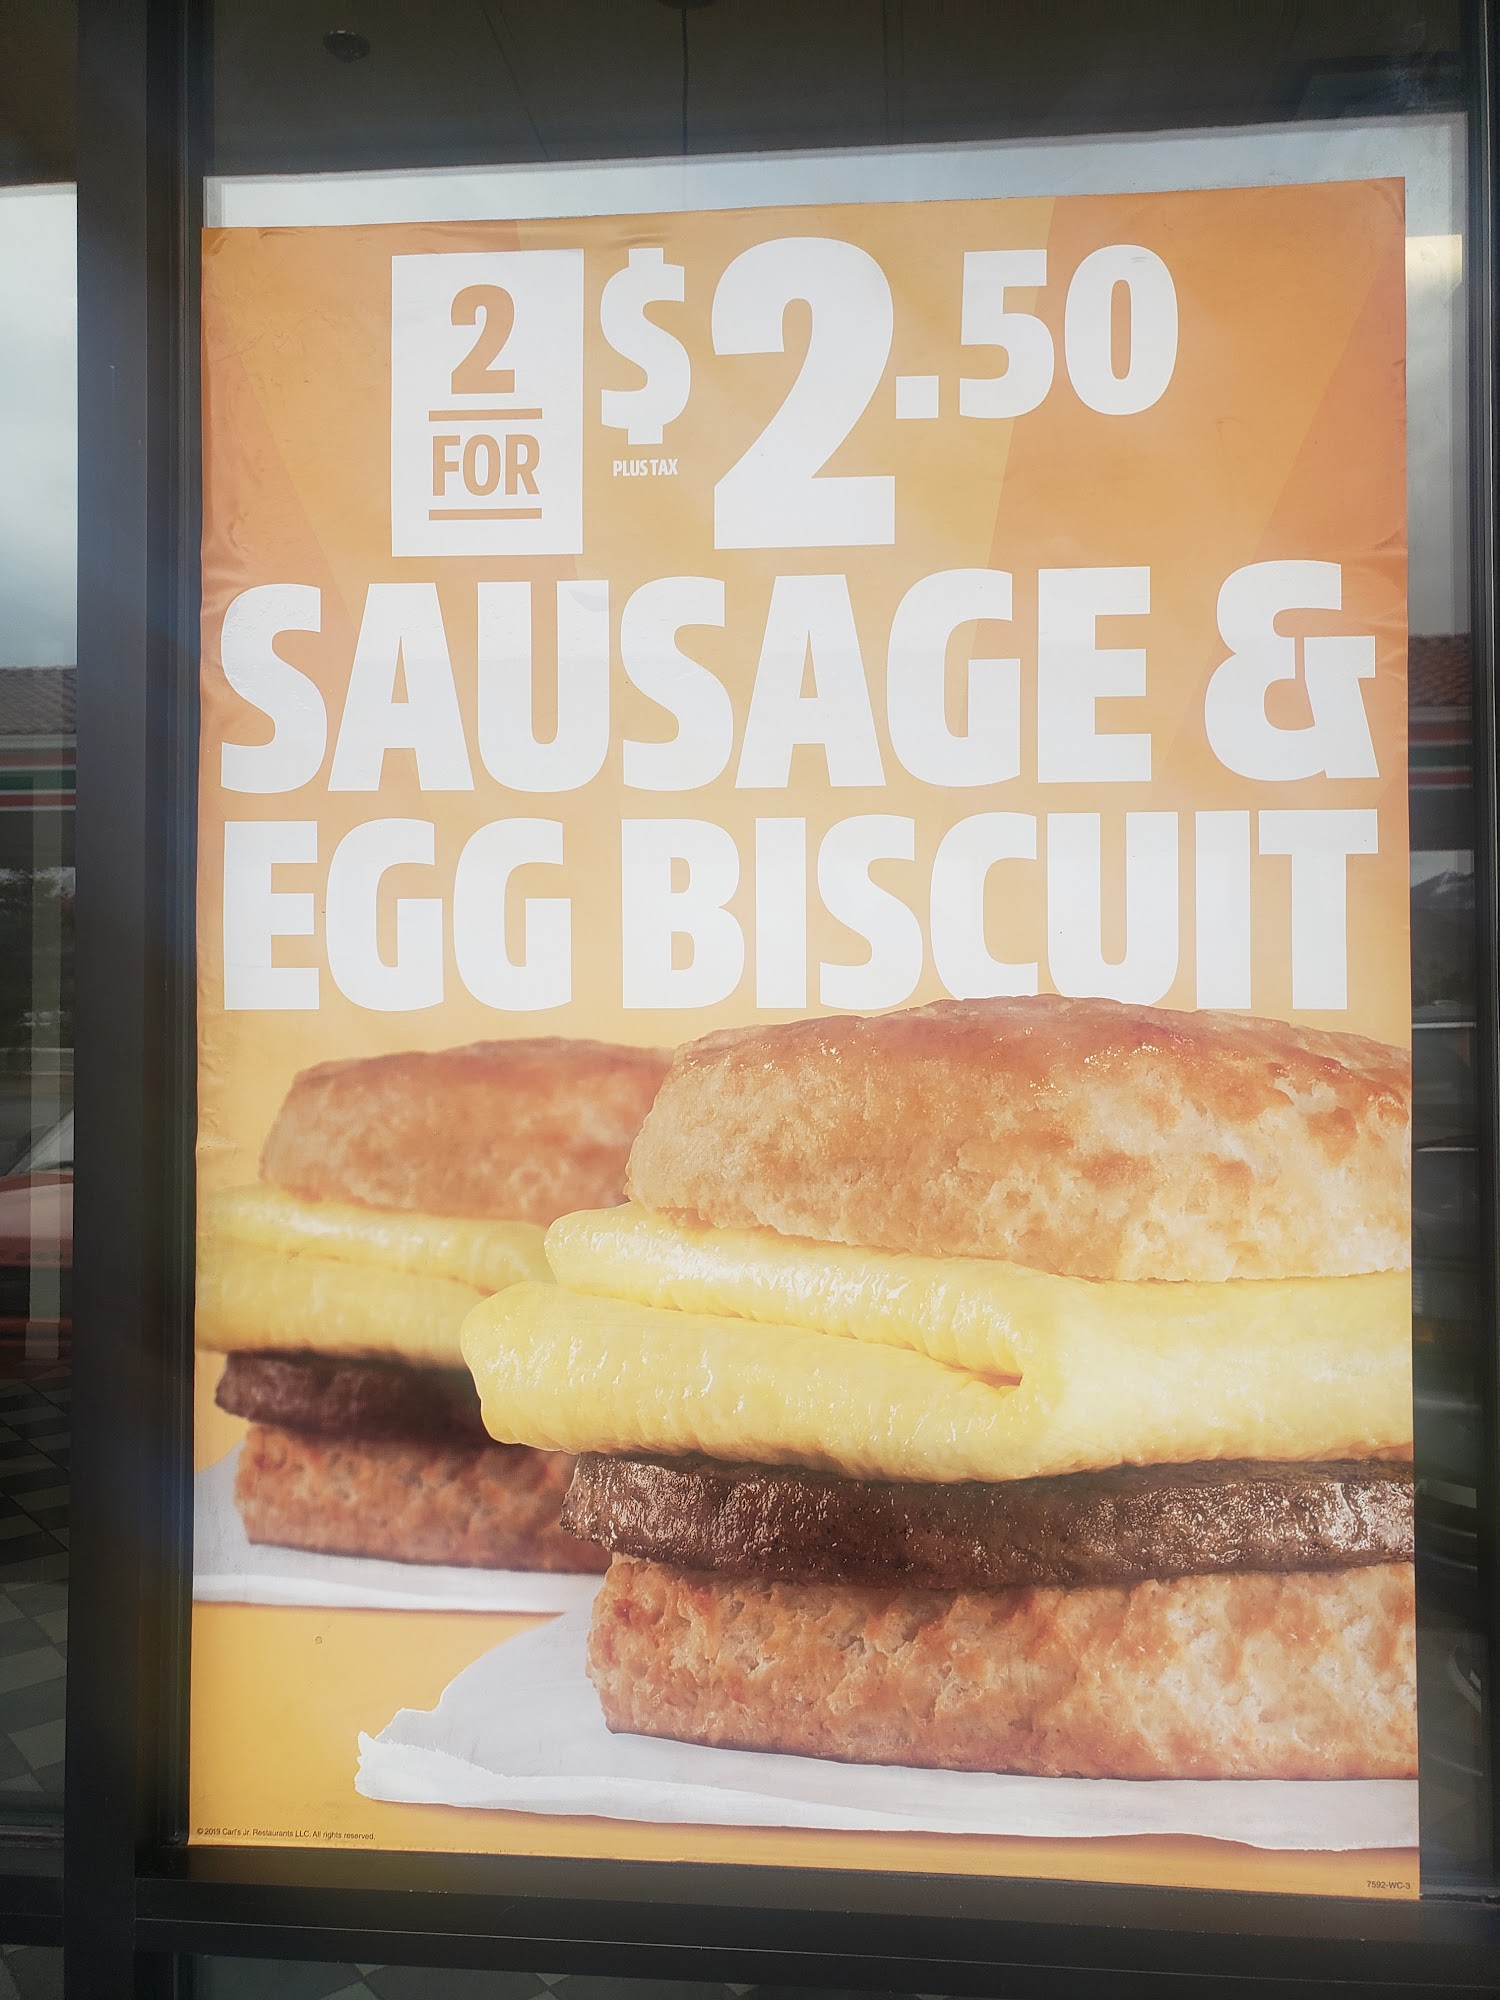 2
FOR
$2.50
PLUS TAX
SAUSAGE &
EGG BISCUIT
© 2019 Carl's Jr. Restaurants LLC. All rights reserved.
7592-WC-3